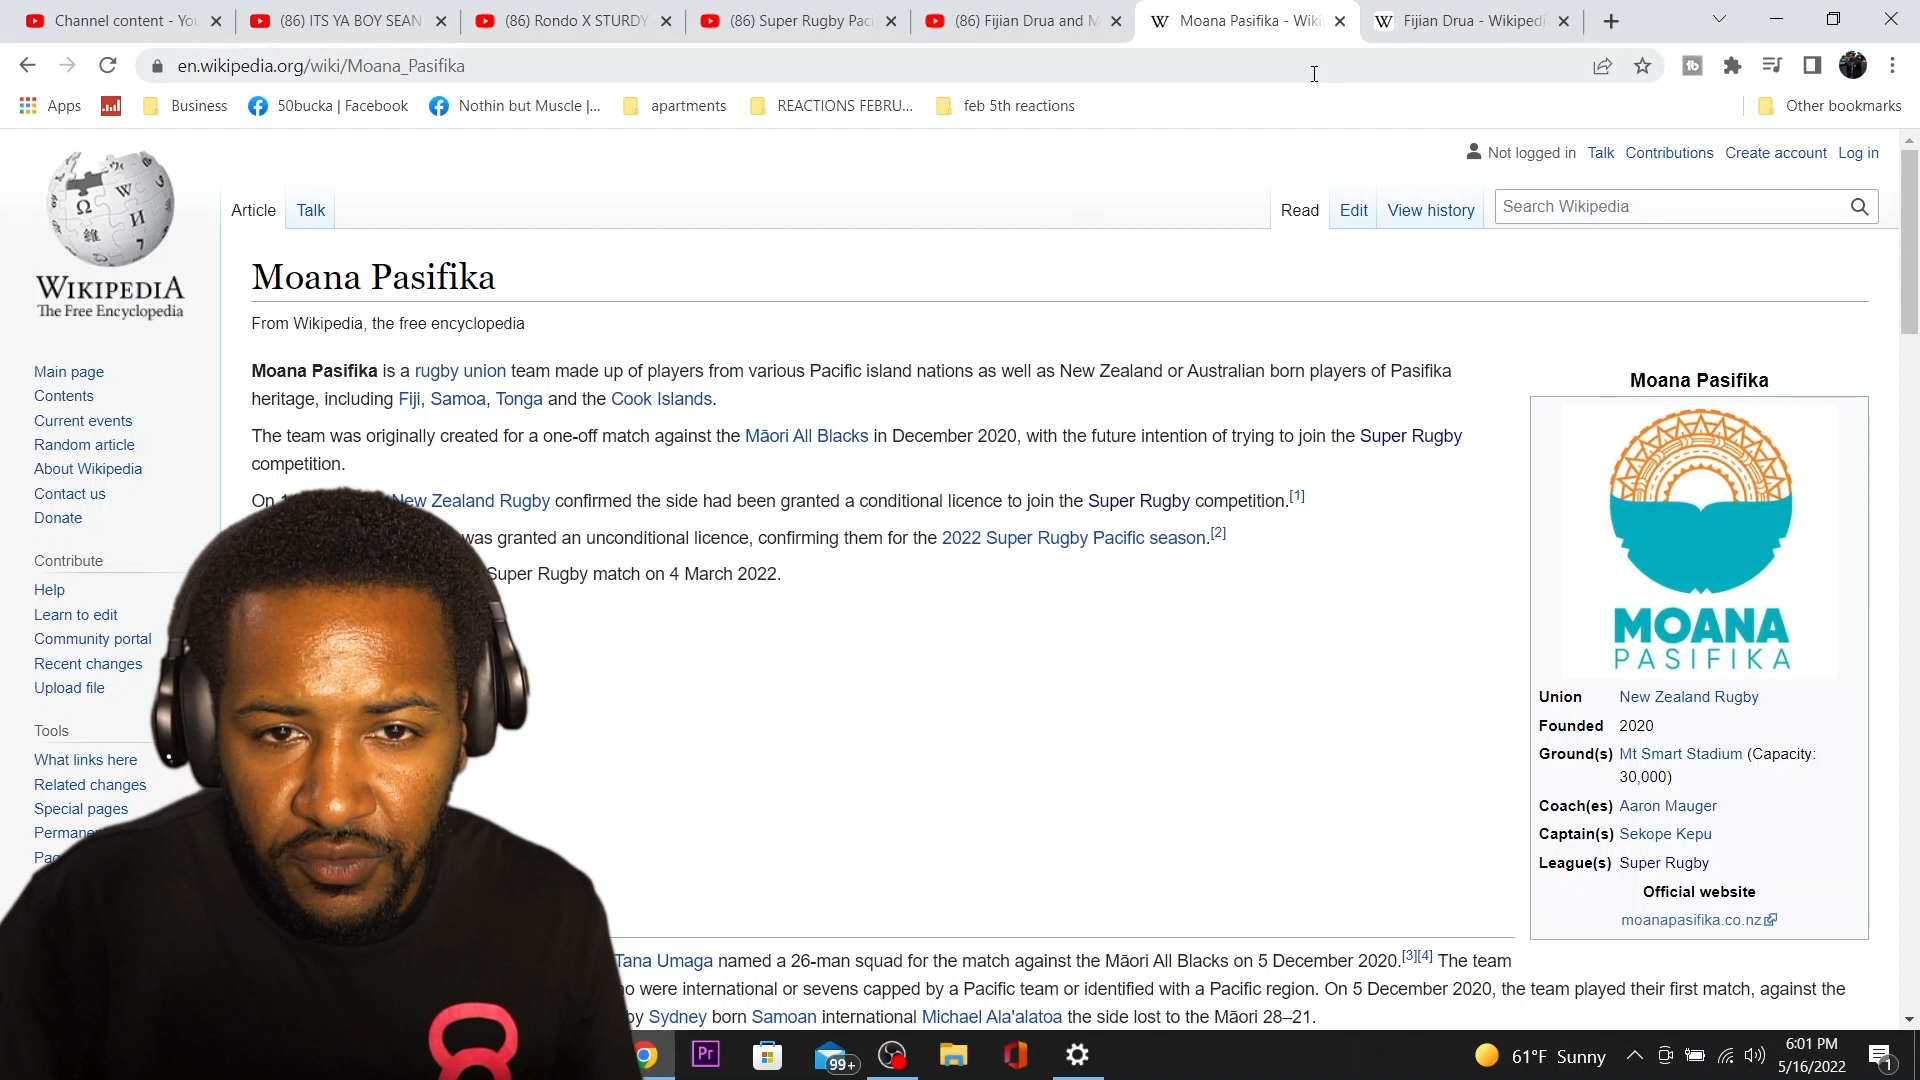 Channel content - You
(86) ITS YA BOY SEAN
(86) Rondo X STURDY
(86) Super Rugby Paci
(86) Fijian Drua and M
Moana Pasifika - Wiki
Fijian Drua - Wikipedi
en.wikipedia.org/wiki/Moana_Pasifika
Apps
Business
50bucka | Facebook
Nothin but Muscle |...
apartments
REACTIONS FEBRU...
feb 5th reactions
Other bookmarks
Not logged in Talk Contributions Create account Log in
Article Talk
Read Edit View history
Search Wikipedia
WIKIPEDIA
The Free Encyclopedia
Moana Pasifika
From Wikipedia, the free encyclopedia
Main page
Contents
Current events
Random article
About Wikipedia
Contact us
Donate
Contribute
Help
Learn to edit
Community portal
Recent changes
Upload file
Tools
What links here
Related changes
Special pages
Permane
Pag
Moana Pasifika is a rugby union team made up of players from various Pacific island nations as well as New Zealand or Australian born players of Pasifika
heritage, including Fiji, Samoa, Tonga and the Cook Islands.
The team was originally created for a one-off match against the Māori All Blacks in December 2020, with the future intention of trying to join the Super Rugby
competition.
On New Zealand Rugby confirmed the side had been granted a conditional licence to join the Super Rugby competition.[1]
was granted an unconditional licence, confirming them for the 2022 Super Rugby Pacific season.[2]
Super Rugby match on 4 March 2022.
Moana Pasifika
MOANA
PASIFIKA
Union New Zealand Rugby
Founded 2020
Ground(s) Mt Smart Stadium (Capacity:
30,000)
Coach(es) Aaron Mauger
Captain(s) Sekope Kepu
League(s) Super Rugby
Official website
moanapasifika.co.nz
Tana Umaga named a 26-man squad for the match against the Māori All Blacks on 5 December 2020.[3][4] The team
o were international or sevens capped by a Pacific team or identified with a Pacific region. On 5 December 2020, the team played their first match, against the
by Sydney born Samoan international Michael Ala'alatoa the side lost to the Māori 28–21.
Pr
99+
61°F Sunny
6:01 PM
5/16/2022
1